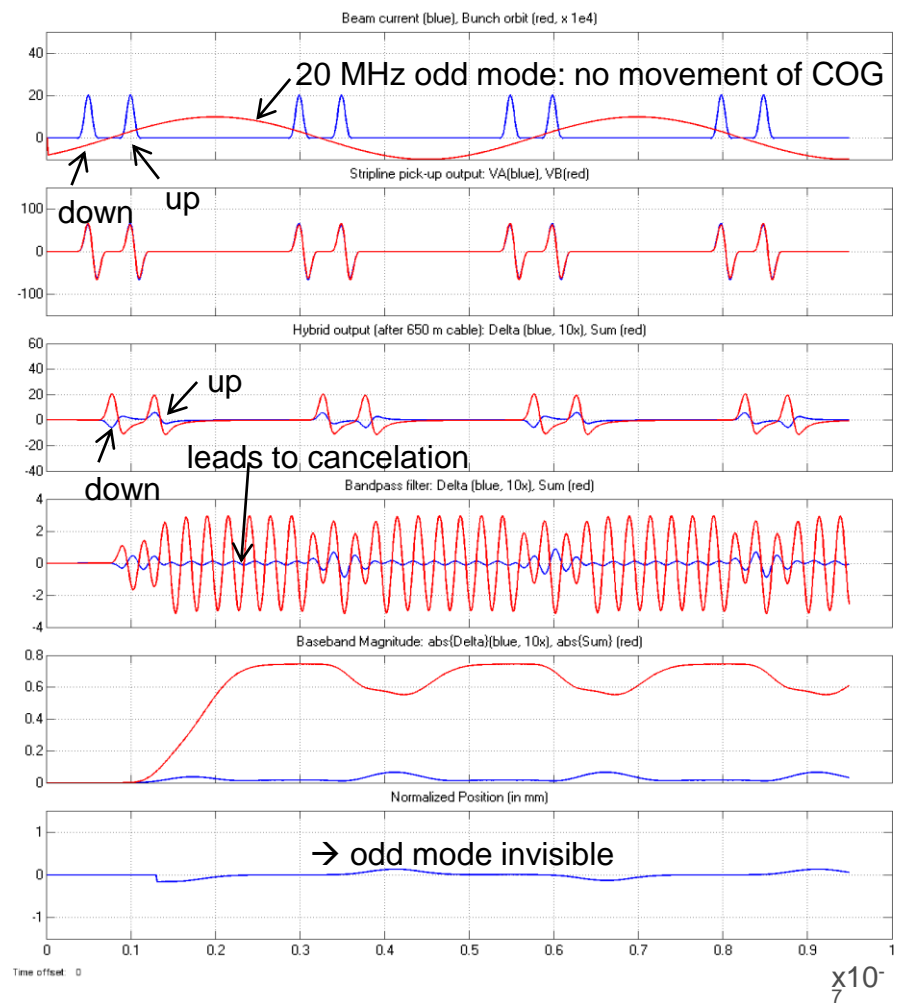 Beam current (blue), Bunch orbit (red, x 1e4)
40
20 MHz odd mode: no movement of COG
20
0
down
up
Stripline pick-up output: VA(blue), VB(red)
100
0
-100
Hybrid output (after 650 m cable): Delta (blue, 10x), Sum (red)
60
40
up
20
0
-20
leads to cancelation
-40
down
Bandpass filter: Delta (blue, 10x), Sum (red)
4
2
0
-2
-4
Baseband Magnitude: abs{Delta}(blue, 10x), abs{Sum} (red)
0.8
0.6
0.4
0.2
0
Normalized Position (in mm)
1
→ odd mode invisible
0
-1
0 0.1 0.2 0.3 0.4 0.5 0.6 0.7 0.8 0.9 1
Time offset: 0
x10-
7